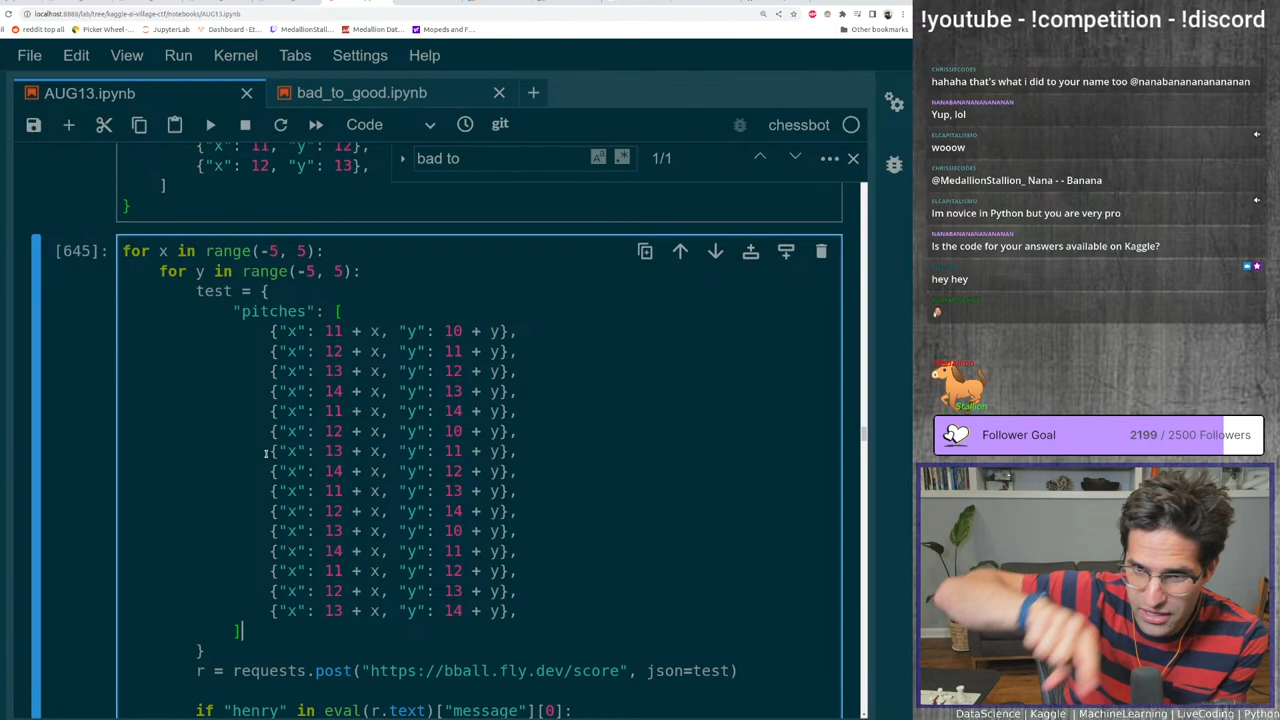 localhost:8888/lab/tree/kaggle-ai-village-ctf/notebooks/AUG13.ipynb
reddit top all
Picker Wheel -
JupyterLab
Dashboard - Et...
MedallionStall...
Medallion Dat...
Mopeds and F...
Other bookmarks
File Edit View Run Kernel Tabs Settings Help
AUG13.ipynb
bad_to_good.ipynb
Code
git
chessbot
bad to
1/1
{"x": 11, "y": 12},
{"x": 12, "y": 13},
]
}
[645]:
for x in range(-5, 5):
for y in range(-5, 5):
test = {
"pitches": [
{"x": 11 + x, "y": 10 + y},
{"x": 12 + x, "y": 11 + y},
{"x": 13 + x, "y": 12 + y},
{"x": 14 + x, "y": 13 + y},
{"x": 11 + x, "y": 14 + y},
{"x": 12 + x, "y": 10 + y},
{"x": 13 + x, "y": 11 + y},
{"x": 14 + x, "y": 12 + y},
{"x": 11 + x, "y": 13 + y},
{"x": 12 + x, "y": 14 + y},
{"x": 13 + x, "y": 10 + y},
{"x": 14 + x, "y": 11 + y},
{"x": 11 + x, "y": 12 + y},
{"x": 12 + x, "y": 13 + y},
{"x": 13 + x, "y": 14 + y},
]
}
r = requests.post("https://bball.fly.dev/score", json=test)
if "henry" in eval(r.text)["message"][0]:
!youtube - !competition - !discord
CHRISSIECODES
hahaha that's what i did to your name too @nanabanananananan
NANABANANANANANAN
Yup, lol
ELCAPITALISMO
wooow
CHRISSIECODES
@MedallionStallion_ Nana - - Banana
ELCAPITALISMO
Im novice in Python but you are very pro
NANABANANANANANAN
Is the code for your answers available on Kaggle?
hey hey
Medallion
Stallion
Follower Goal
2199 / 2500 Followers
DataScience | Kaggle | MachineLearning | LiveCoding | Python